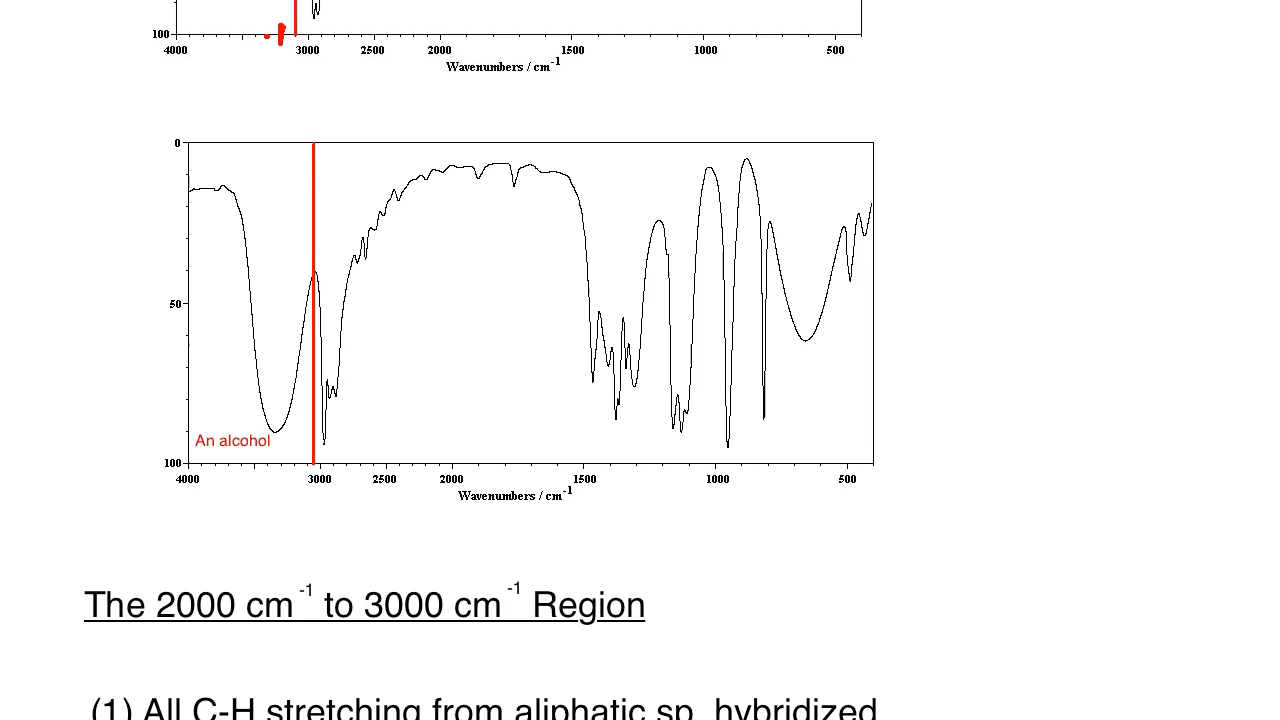 100
4000 3000 2500 2000 1500 1000 500
Wavenumbers / cm-1
0
50
An alcohol
100
4000 3000 2500 2000 1500 1000 500
Wavenumbers / cm-1
The 2000 cm-1 to 3000 cm-1 Region
(1) All C-H stretching from aliphatic sp, hybridized